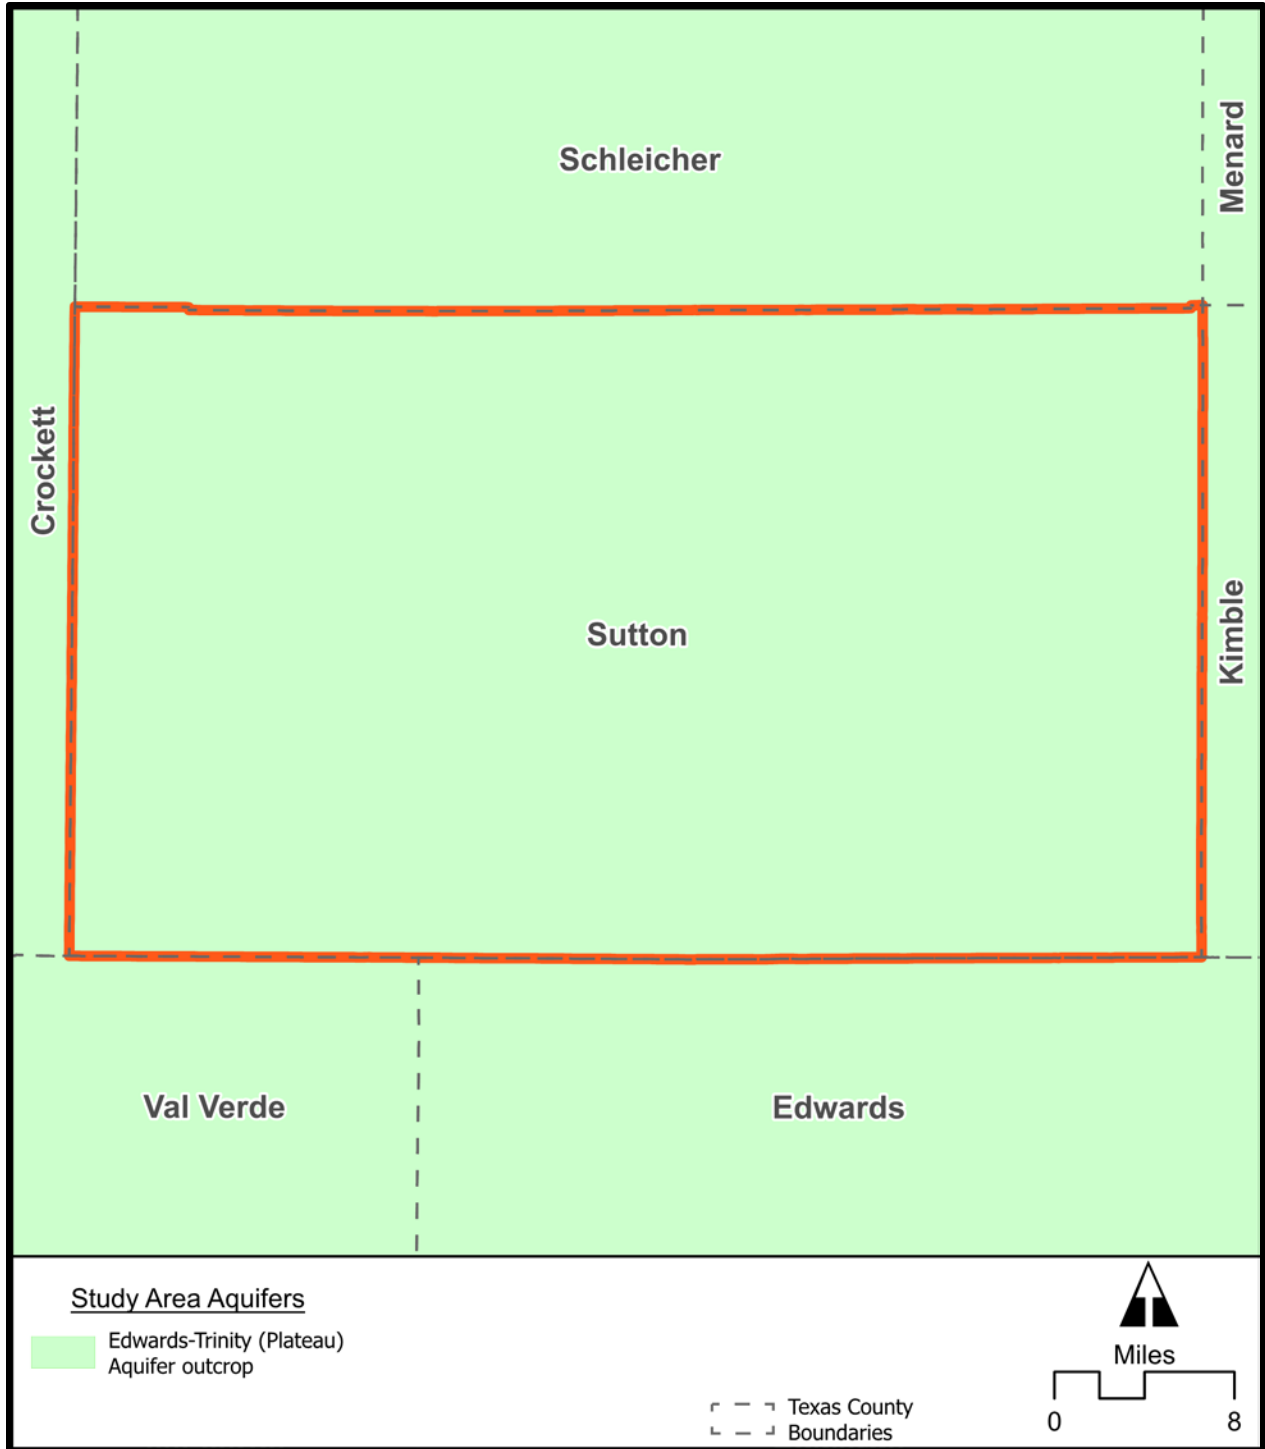 Schleicher
Menard
Crockett
Sutton
Kimble
Val Verde
Edwards
Study Area Aquifers
Edwards-Trinity (Plateau)
Aquifer outcrop
Texas County
Boundaries
Miles
0 8